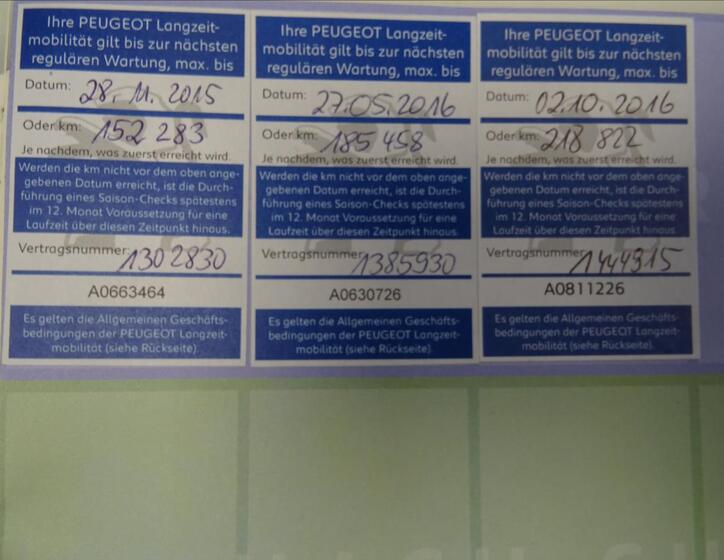 Ihre PEUGEOT Langzeit-
mobilität gilt bis zur nächsten
regulären Wartung, max. bis
Datum: 28.11.2015
Oder km: 152 283
Je nachdem, was zuerst erreicht wird.
Werden die km nicht vor dem oben ange-
gebenen Datum erreicht, ist die Durch-
führung eines Saison-Checks spätestens
im 12. Monat Voraussetzung für eine
Laufzeit über diesen Zeitpunkt hinaus.
Vertragsnummer: 1302830
A0663464
Es gelten die Allgemeinen Geschäfts-
bedingungen der PEUGEOT Langzeit-
mobilität (siehe Rückseite)
Ihre PEUGEOT Langzeit-
mobilität gilt bis zur nächsten
regulären Wartung, max. bis
Datum: 27.05.2016
Oder km: 185 458
Je nachdem, was zuerst erreicht wird.
Werden die km nicht vor dem oben ange-
gebenen Datum erreicht, ist die Durch-
führung eines Saison-Checks spätestens
im 12. Monat Voraussetzung für eine
Laufzeit über diesen Zeitpunkt hinaus.
Vertragsnummer: 1385930
A0630726
Es gelten die Allgemeinen Geschäfts-
bedingungen der PEUGEOT Langzeit-
mobilität (siehe Rückseite)
Ihre PEUGEOT Langzeit-
mobilität gilt bis zur nächsten
regulären Wartung, max. bis
Datum: 02.10.2016
Oder km: 218 822
Je nachdem, was zuerst erreicht wird.
Werden die km nicht vor dem oben ange-
gebenen Datum erreicht, ist die Durch-
führung eines Saison-Checks spätestens
im 12. Monat Voraussetzung für eine
Laufzeit über diesen Zeitpunkt hinaus.
Vertragsnummer: 1444915
A0811226
Es gelten die Allgemeinen Geschäfts-
bedingungen der PEUGEOT Langzeit-
mobilität (siehe Rückseite)